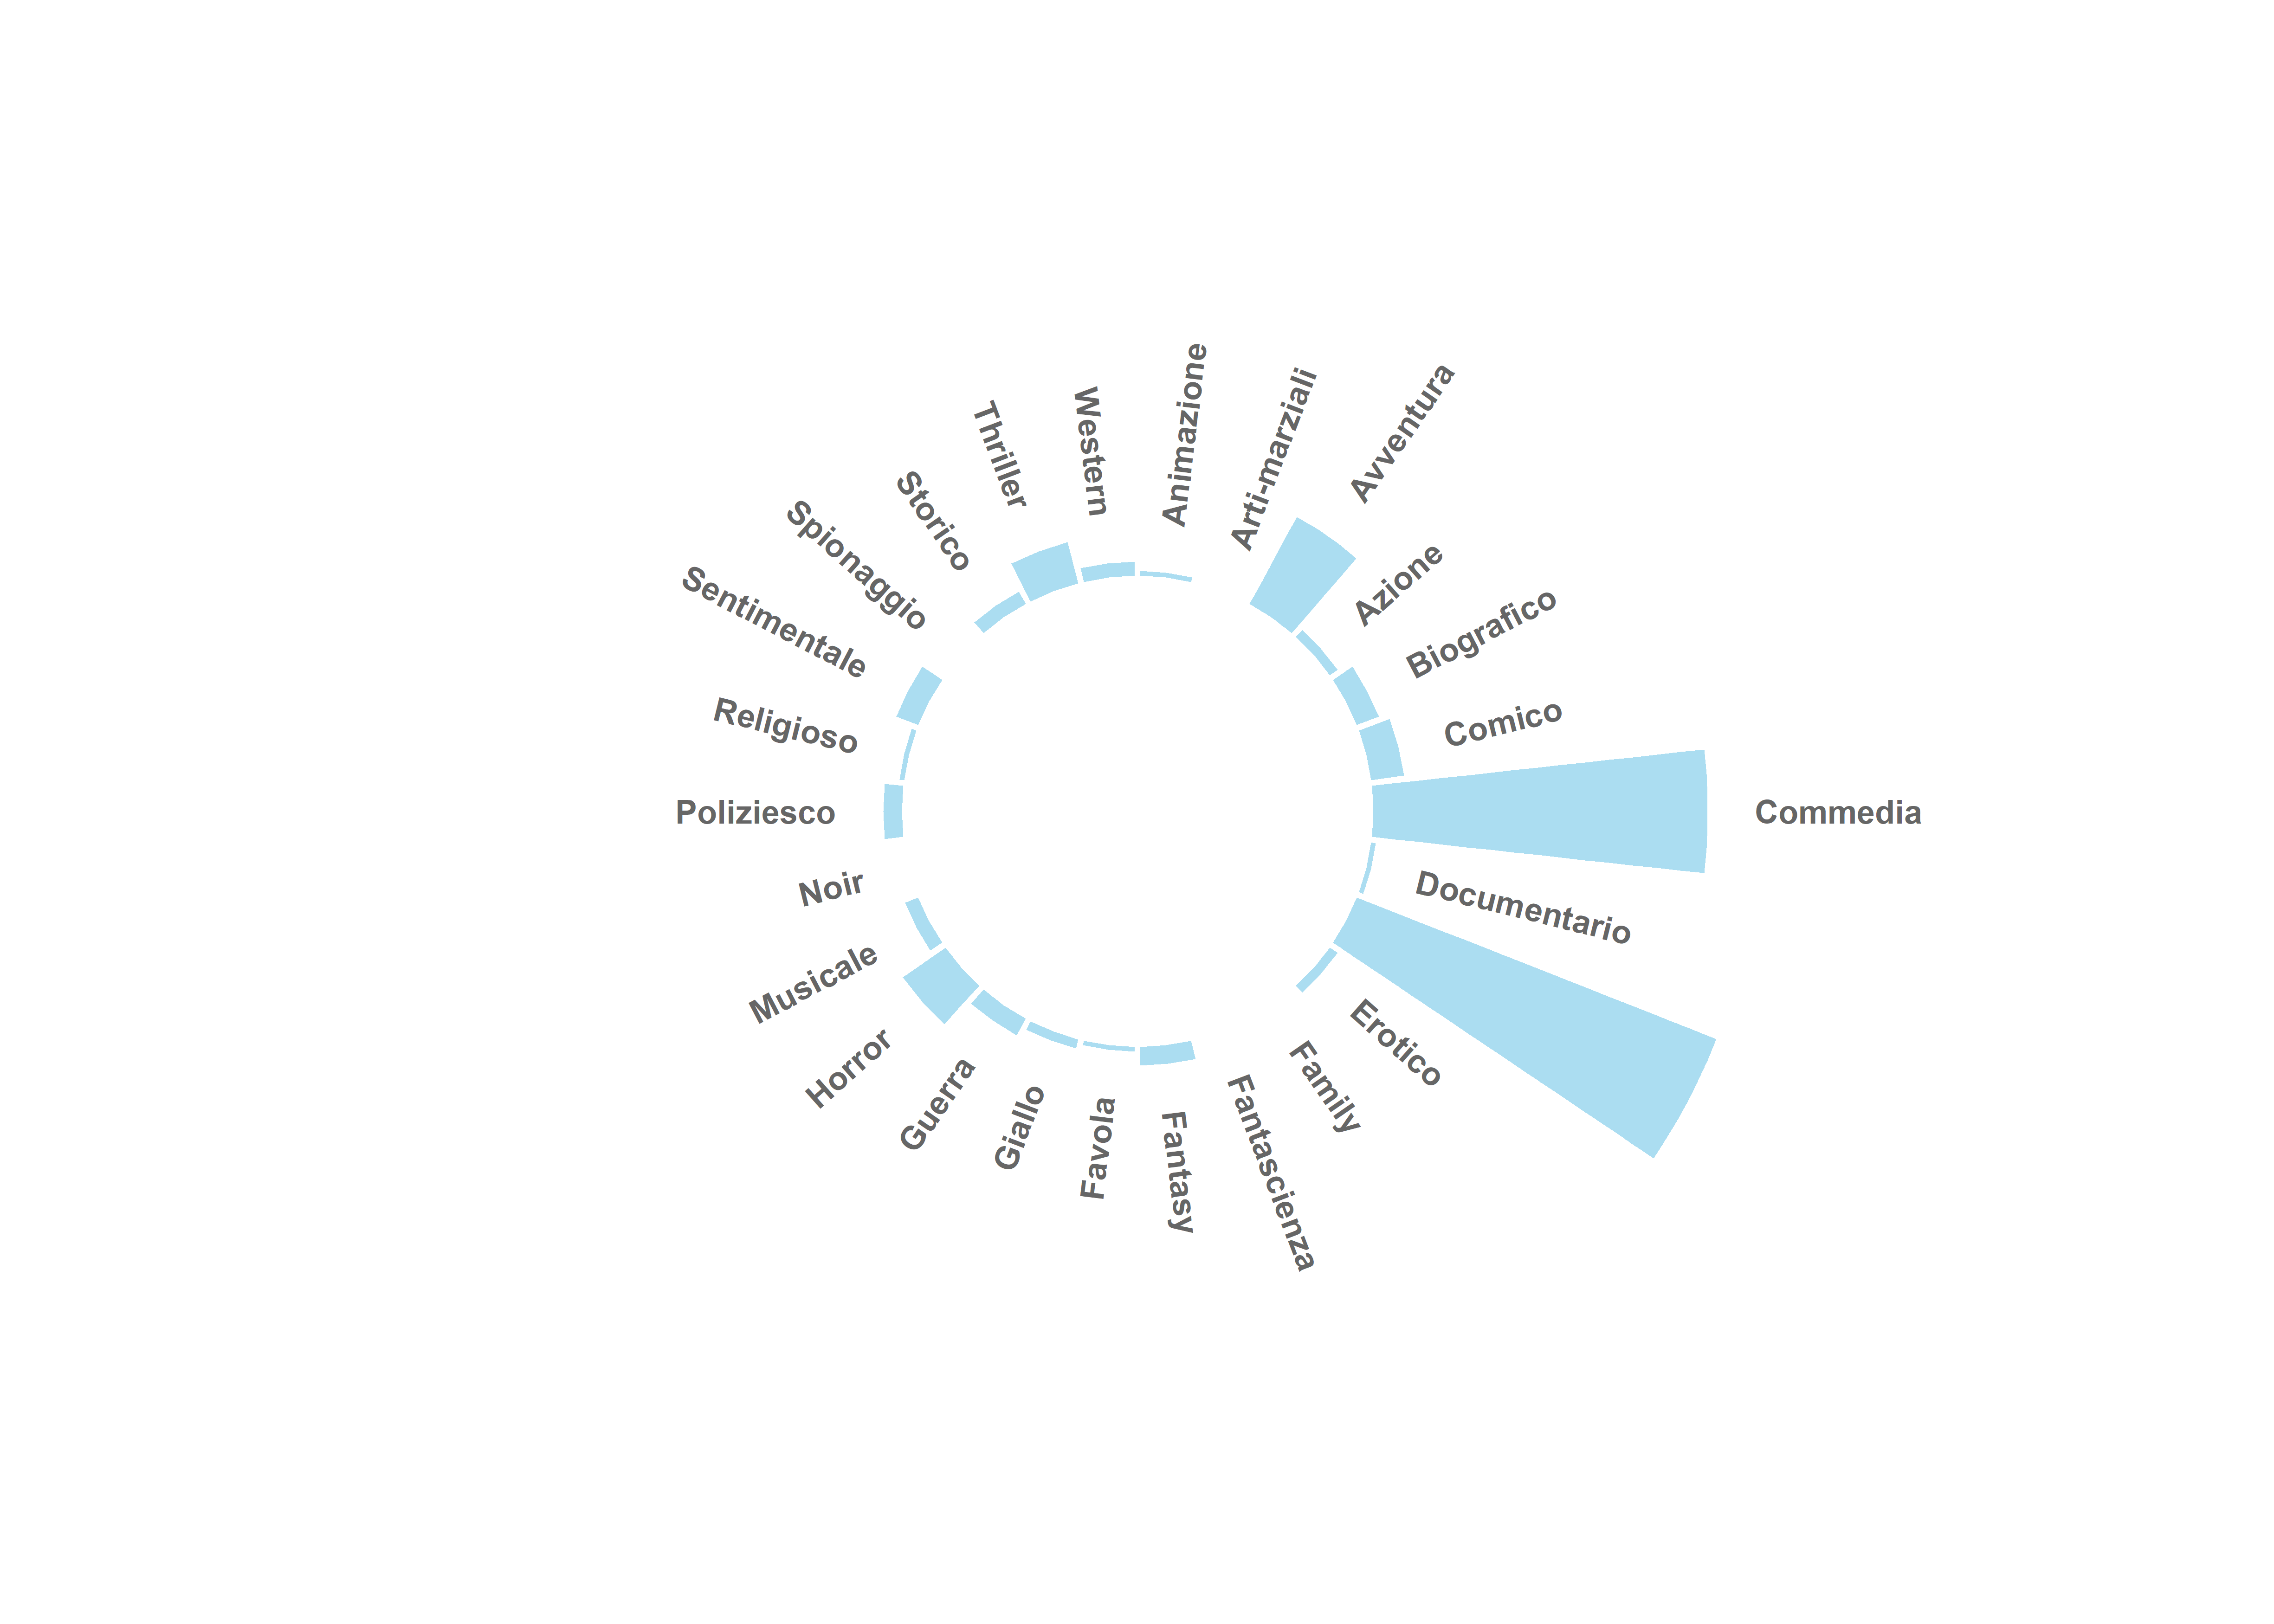 Animazione
Arti-marziali
Avventura
Azione
Biografico
Comico
Commedia
Documentario
Erotico
Family
Fantascienza
Fantasy
Favola
Giallo
Guerra
Horror
Musicale
Noir
Poliziesco
Religioso
Sentimentale
Spionaggio
Storico
Thriller
Western